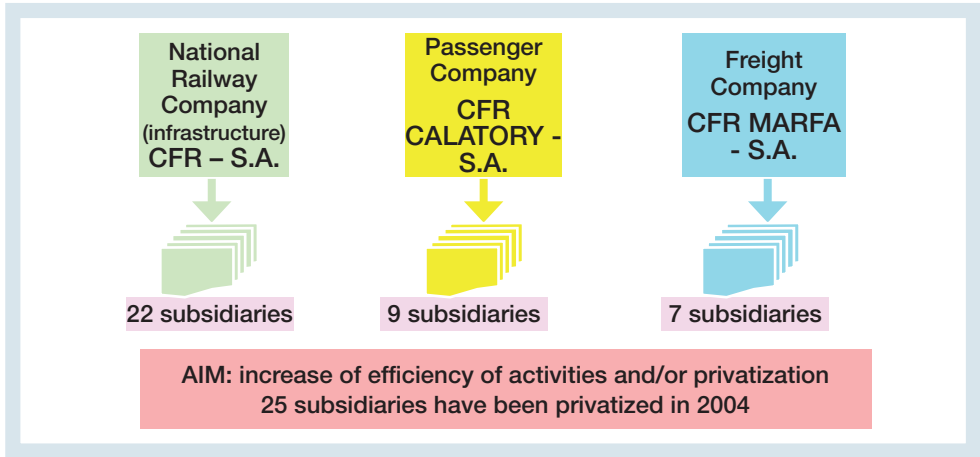 National
Railway
Company
(infrastructure)
CFR – S.A.
22 subsidiaries
Passenger
Company
CFR
CALATORY -
S.A.
9 subsidiaries
Freight
Company
CFR MARFA
- S.A.
7 subsidiaries
AIM: increase of efficiency of activities and/or privatization
25 subsidiaries have been privatized in 2004